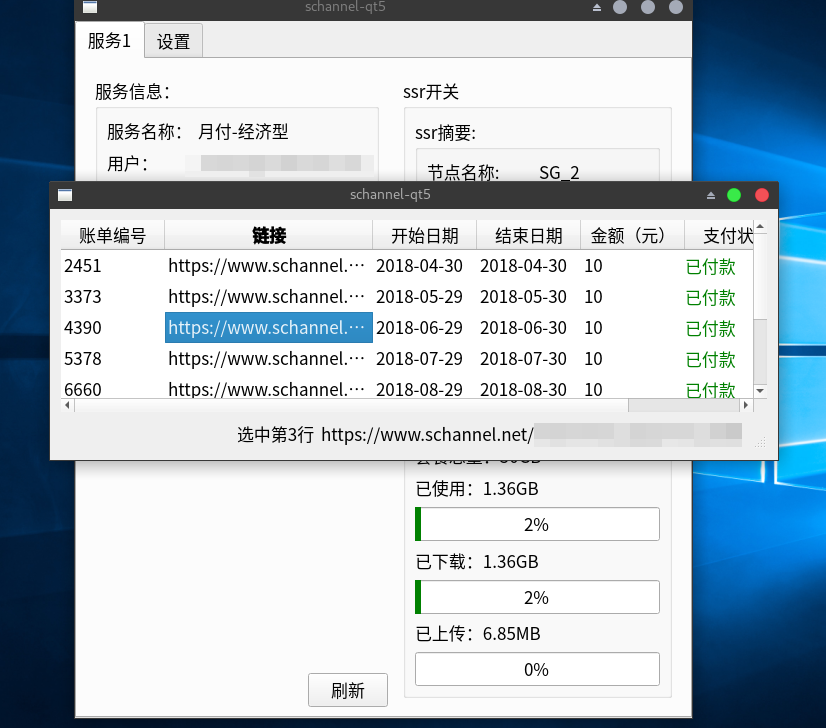 schannel-qt5
服务1 设置
服务信息： ssr开关
服务名称： 月付-经济型 ssr摘要:
用户： 节点名称: SG_2
schannel-qt5
账单编号 链接 开始日期 结束日期 金额（元） 支付状
2451 https://www.schannel.⋯ 2018-04-30 2018-04-30 10 已付款
3373 https://www.schannel.⋯ 2018-05-29 2018-05-30 10 已付款
4390 https://www.schannel.⋯ 2018-06-29 2018-06-30 10 已付款
5378 https://www.schannel.⋯ 2018-07-29 2018-07-30 10 已付款
6660 https://www.schannel.⋯ 2018-08-29 2018-08-30 10 已付款
选中第3行 https://www.schannel.net/
已使用：1.36GB
2%
已下载：1.36GB
2%
已上传：6.85MB
0%
刷新